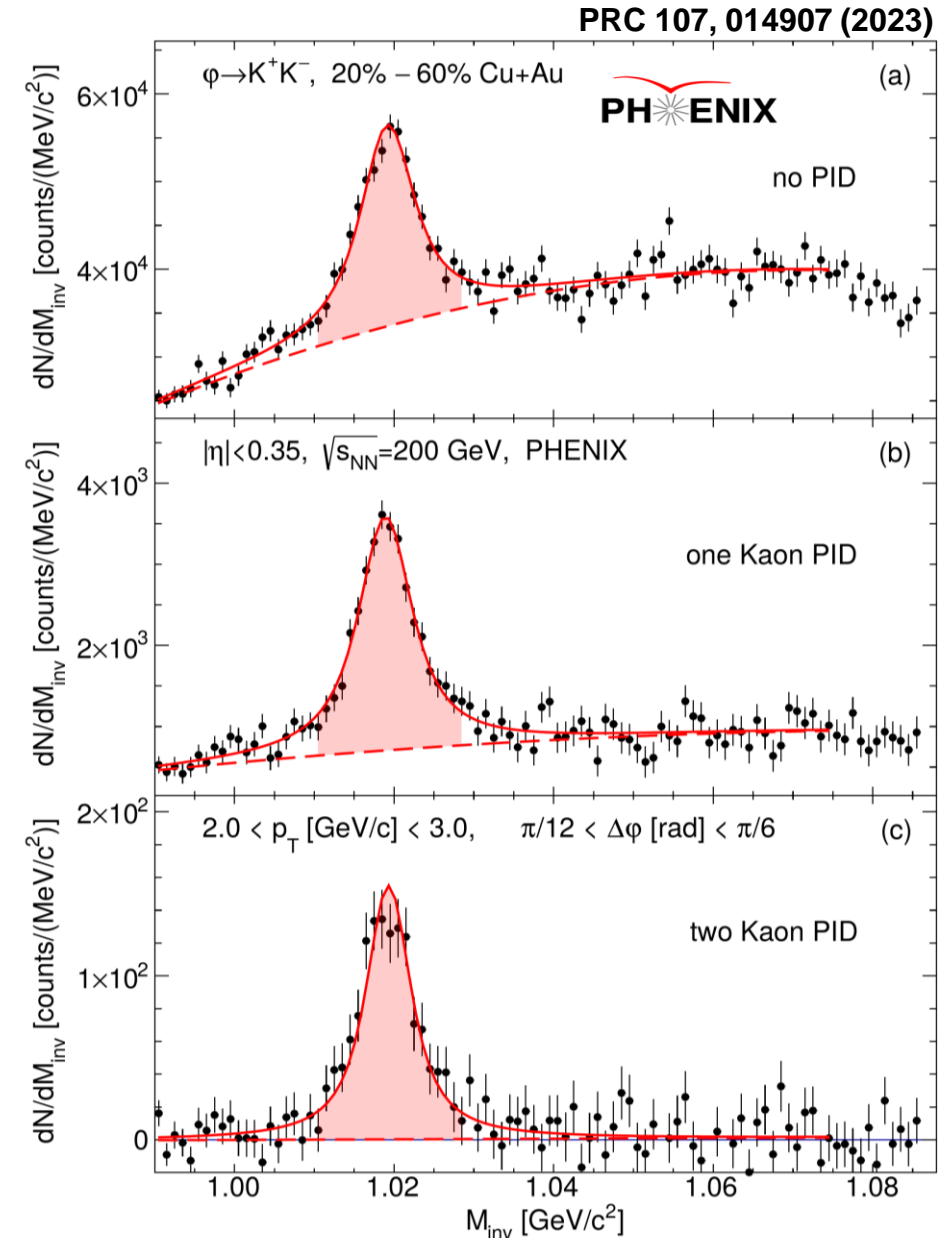 PRC 107, 014907 (2023)
φ→K⁺K⁻, 20% – 60% Cu+Au
PHENIX
(a)
no PID
6×10⁴
4×10⁴
dN/dM_inv [counts/(MeV/c²)]
|η|<0.35, √s_NN=200 GeV, PHENIX
(b)
one Kaon PID
4×10³
2×10³
dN/dM_inv [counts/(MeV/c²)]
2.0 < p_T [GeV/c] < 3.0, π/12 < Δφ [rad] < π/6
(c)
two Kaon PID
2×10²
1×10²
0
dN/dM_inv [counts/(MeV/c²)]
1.00 1.02 1.04 1.06 1.08
M_inv [GeV/c²]